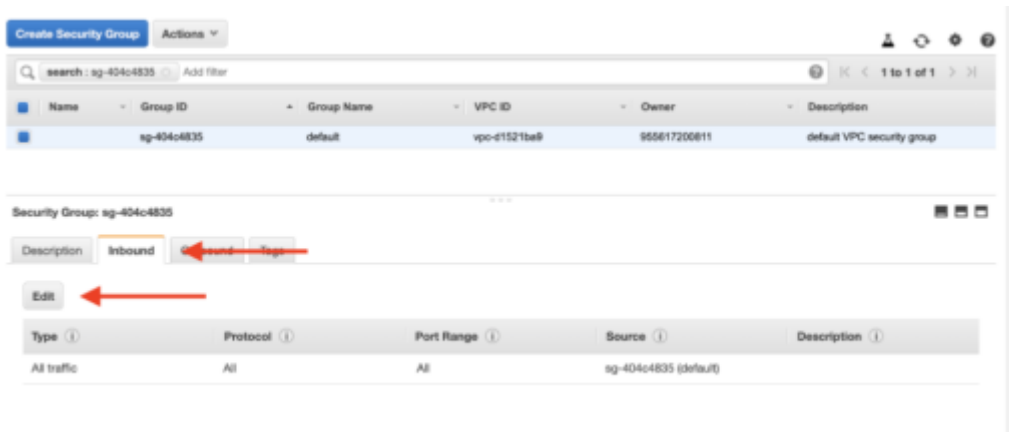 Create Security Group Actions
search : sg-404c4835 Add filter 1 to 1 of 1
Name Group ID Group Name VPC ID Owner Description
sg-404c4835 default vpc-d1521ba9 955617200811 default VPC security group
Security Group: sg-404c4835
Description Inbound Outbound Tags
Edit
Type Protocol Port Range Source Description
All traffic All All sg-404c4835 (default)